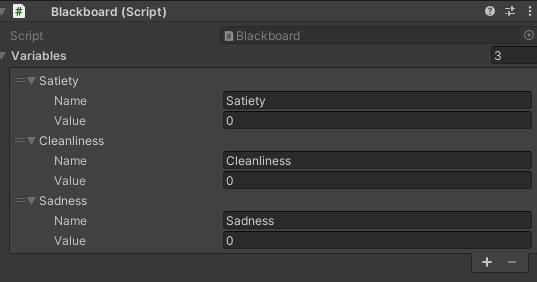 Blackboard (Script)
Script Blackboard
Variables 3
Satiety
Name Satiety
Value 0
Cleanliness
Name Cleanliness
Value 0
Sadness
Name Sadness
Value 0